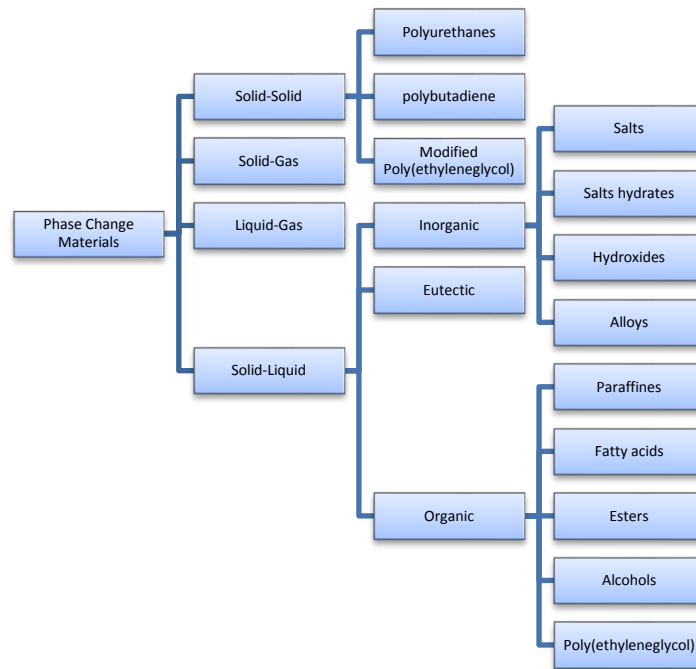 Phase Change
Materials
Solid-Solid
Polyurethanes
polybutadiene
Modified
Poly(ethyleneglycol)
Solid-Gas
Liquid-Gas
Solid-Liquid
Inorganic
Salts
Salts hydrates
Hydroxides
Alloys
Eutectic
Organic
Paraffines
Fatty acids
Esters
Alcohols
Poly(ethyleneglycol)